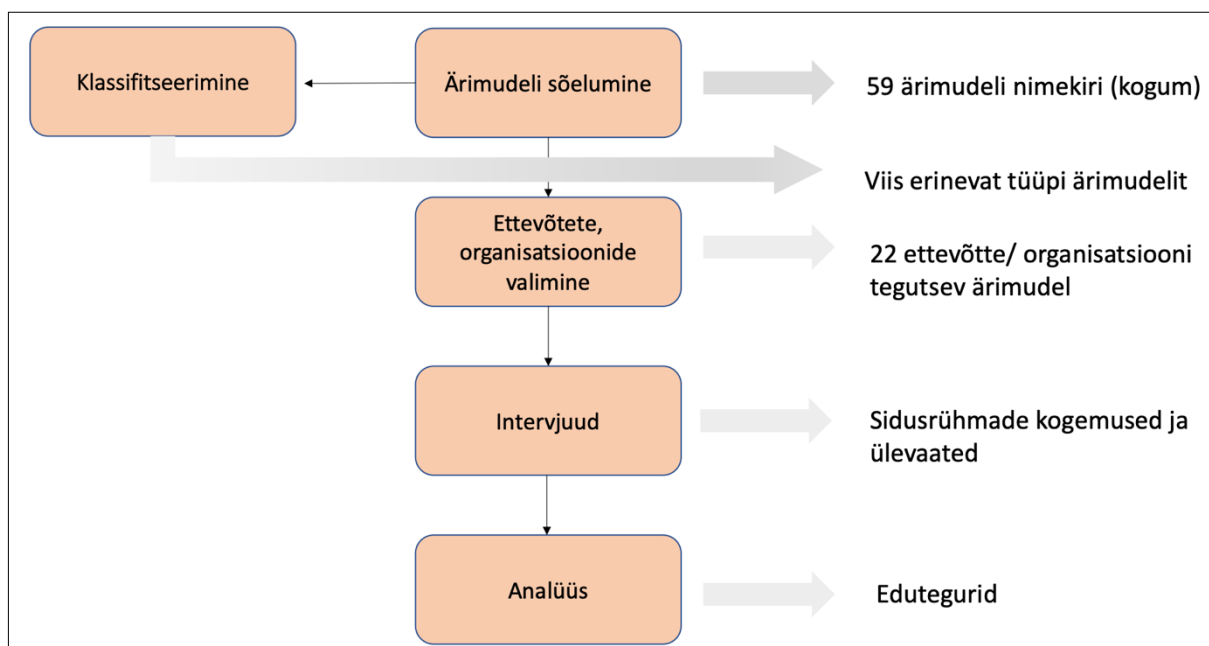 Klassifitseerimine
Ärimudeli sõelumine
59 ärimudeli nimekiri (kogum)
Viis erinevat tüüpi ärimudelit
Ettevõtete,
organisatsioonide
valimine
22 ettevõtte/ organisatsiooni
tegutsev ärimudel
Intervjuud
Sidusrühmade kogemused ja
ülevaated
Analüüs
Edutegurid